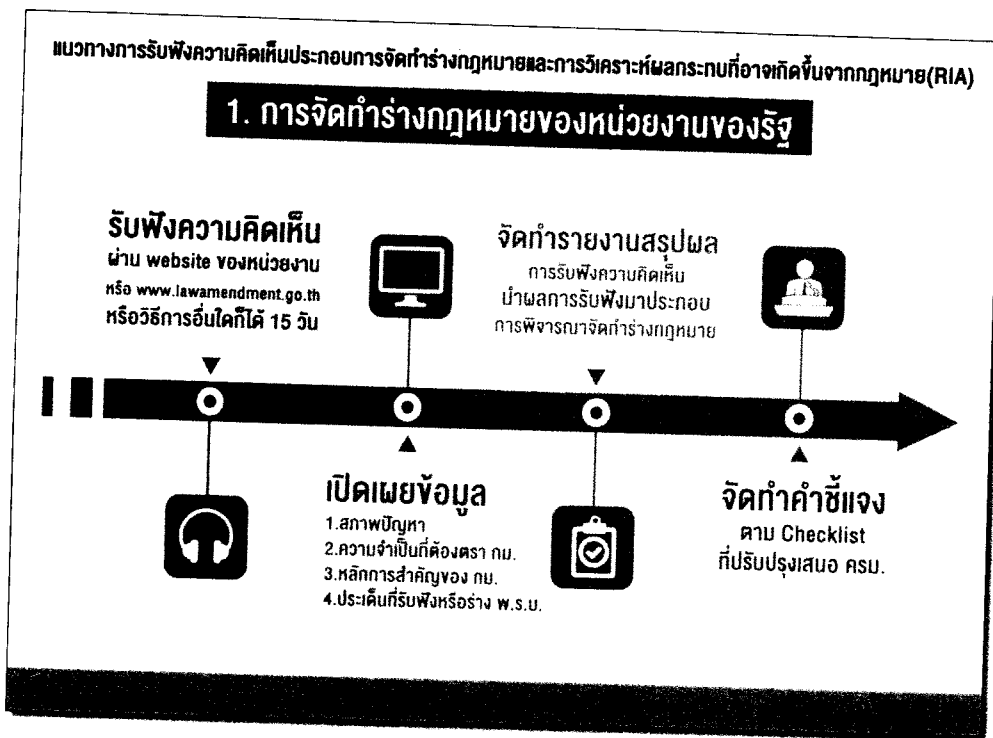 แนวทางการรับฟังความคิดเห็นประกอบการจัดทำร่างกฎหมายและการวิเคราะห์ผลกระทบที่อาจเกิดขึ้นจากกฎหมาย(RIA)
1. การจัดทำร่างกฎหมายของหน่วยงานของรัฐ
รับฟังความคิดเห็น
ผ่าน website ของหน่วยงาน
หรือ www.lawamendment.go.th
หรือวิธีการอื่นใดก็ได้ 15 วัน
เปิดเผยข้อมูล
1.สภาพปัญหา
2.ความจำเป็นที่ต้องตรา กม.
3.หลักการสำคัญของ กม.
4.ประเด็นที่รับฟังหรือร่าง พ.ร.บ.
จัดทำรายงานสรุปผล
การรับฟังความคิดเห็น
นำผลการรับฟังมาประกอบ
การพิจารณาจัดทำร่างกฎหมาย
จัดทำคำชี้แจง
ตาม Checklist
ที่ปรับปรุงเสนอ ครม.